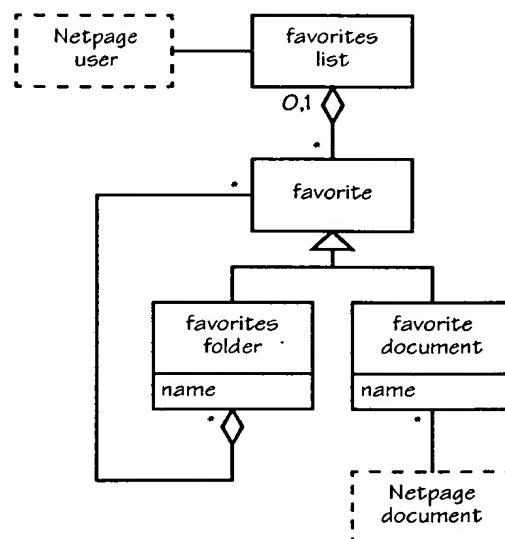 Netpage
user
favorites
list
0,1
*
*
favorite
favorites
folder
name
*
favorite
document
name
*
Netpage
document